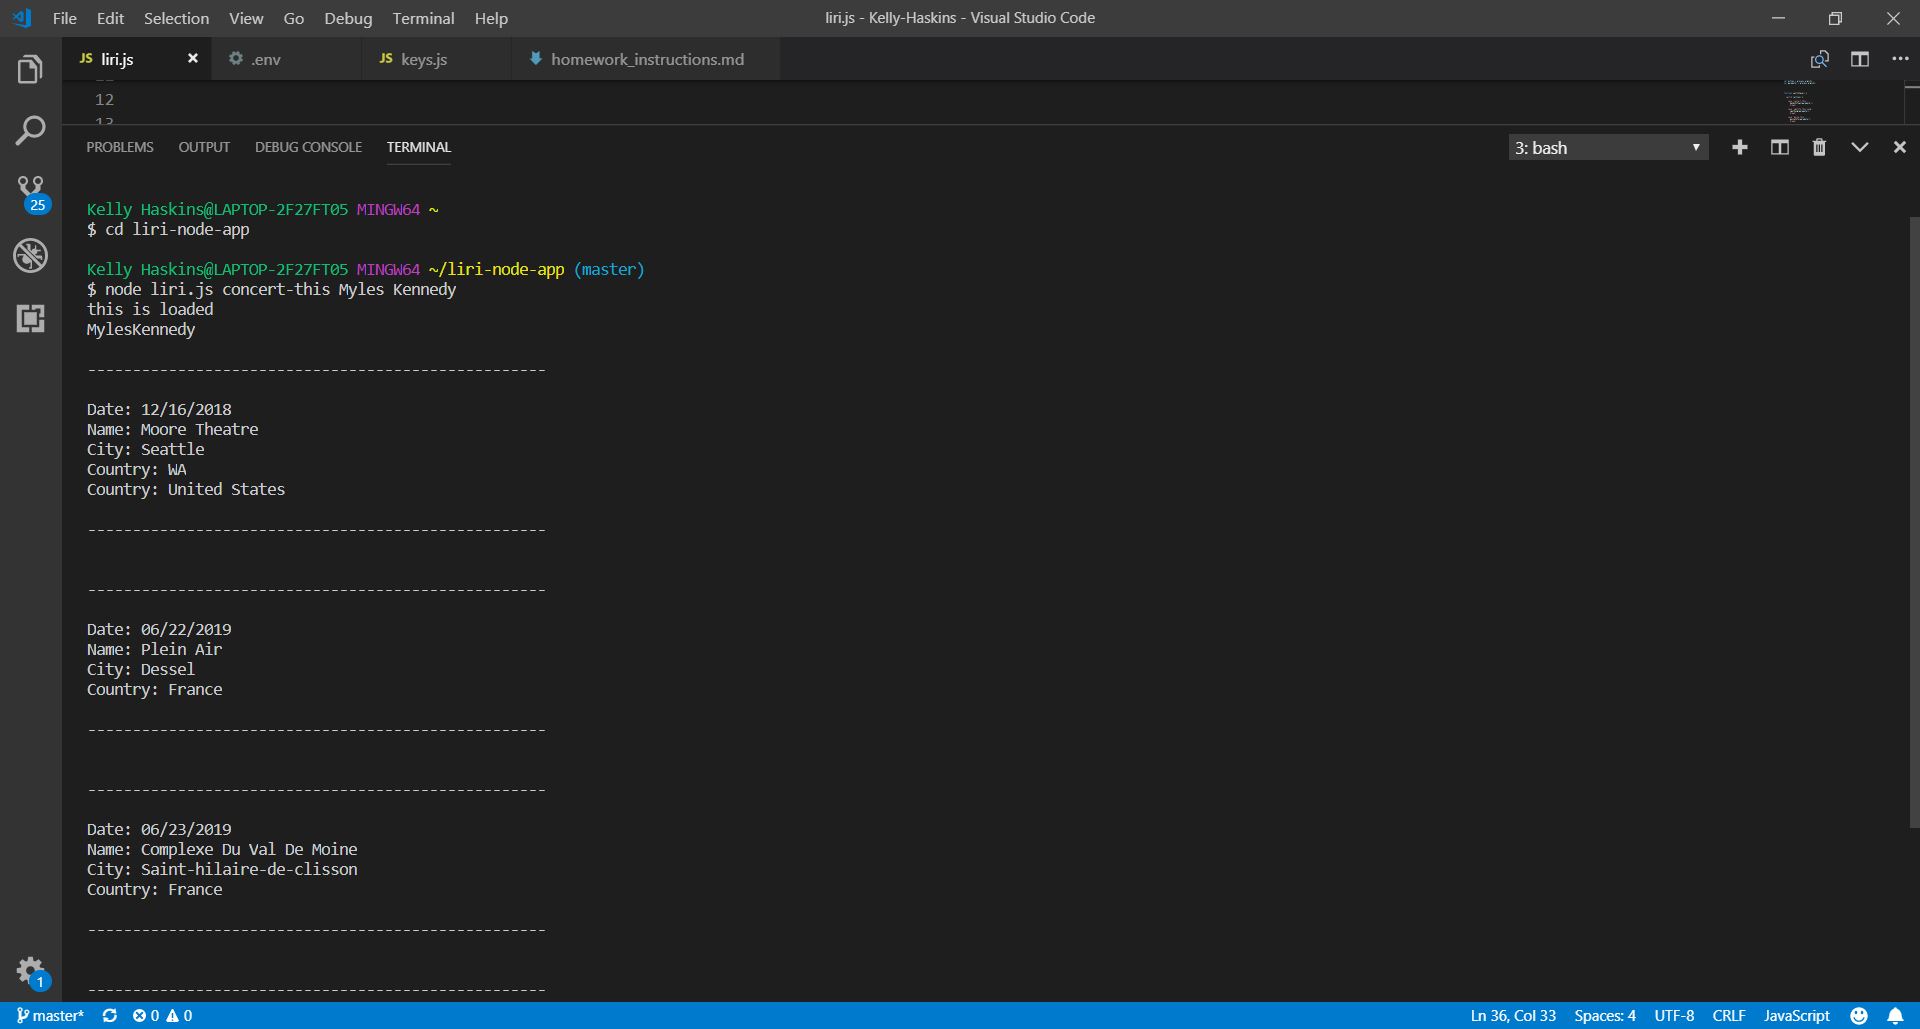 File Edit Selection View Go Debug Terminal Help
liri.js - Kelly-Haskins - Visual Studio Code
JS liri.js
.env
JS keys.js
homework_instructions.md
12
13
PROBLEMS OUTPUT DEBUG CONSOLE TERMINAL
3: bash
25
Kelly Haskins@LAPTOP-2F27FT05 MINGW64 ~
$ cd liri-node-app
Kelly Haskins@LAPTOP-2F27FT05 MINGW64 ~/liri-node-app (master)
$ node liri.js concert-this Myles Kennedy
this is loaded
MylesKennedy
---------------------------------------------------
Date: 12/16/2018
Name: Moore Theatre
City: Seattle
Country: WA
Country: United States
---------------------------------------------------
---------------------------------------------------
Date: 06/22/2019
Name: Plein Air
City: Dessel
Country: France
---------------------------------------------------
---------------------------------------------------
Date: 06/23/2019
Name: Complexe Du Val De Moine
City: Saint-hilaire-de-clisson
Country: France
---------------------------------------------------
---------------------------------------------------
1
master* 0 0
Ln 36, Col 33 Spaces: 4 UTF-8 CRLF JavaScript